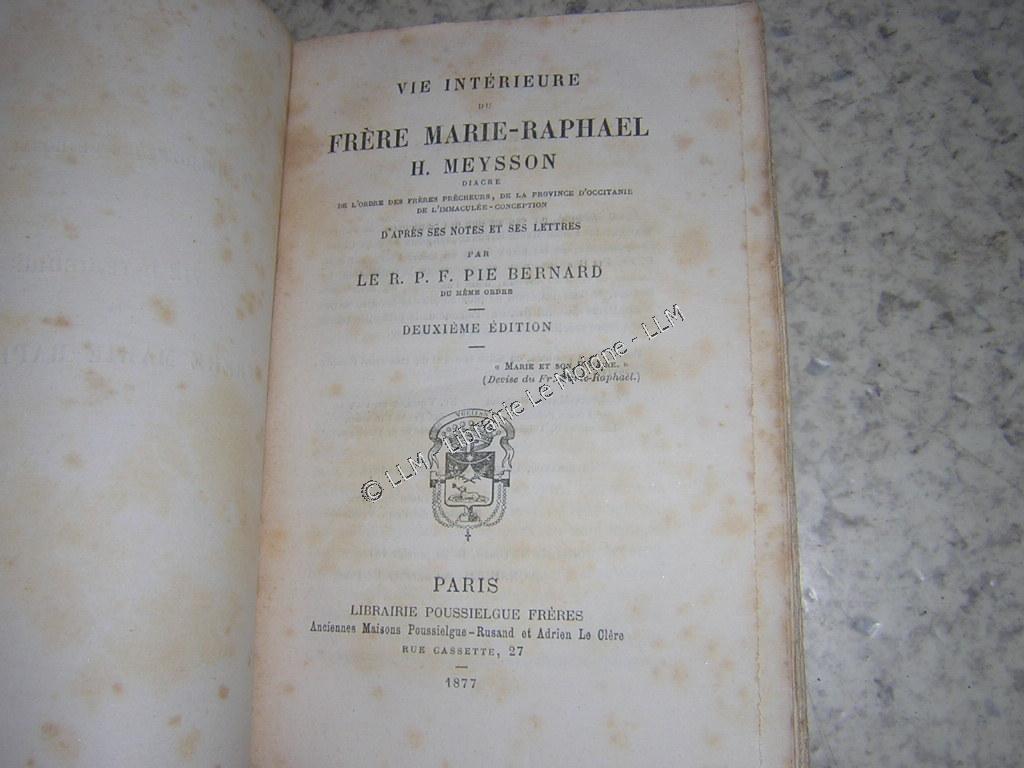 VIE INTÉRIEURE
DU
FRÈRE MARIE-RAPHAEL
H. MEYSSON
DIACRE
DE L'ORDRE DES FRÈRES PRÊCHEURS, DE LA PROVINCE D'OCCITANIE
DE L'IMMACULÉE-CONCEPTION
D'APRÈS SES NOTES ET SES LETTRES
PAR
LE R. P. F. PIE BERNARD
DU MÊME ORDRE
DEUXIÈME ÉDITION
« MARIE ET SON »
(Devise du Fr. Marie-Raphaël.)
© LLM - Librairie Le Moigne - LLM
PARIS
LIBRAIRIE POUSSIELGUE FRÈRES
Anciennes Maisons Poussielgue-Rusand et Adrien Le Clère
RUE CASSETTE, 27
1877